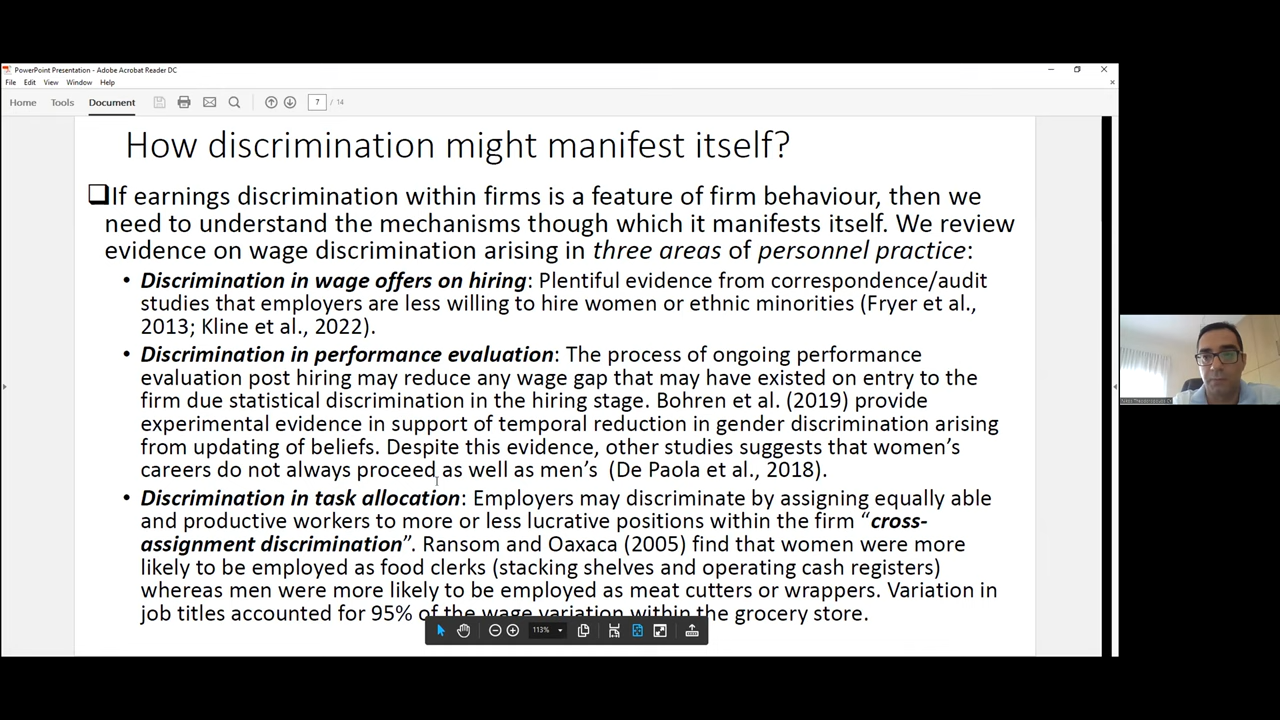 PowerPoint Presentation - Adobe Acrobat Reader DC
File Edit View Window Help
Home Tools Document 7 / 14
How discrimination might manifest itself?
If earnings discrimination within firms is a feature of firm behaviour, then we
need to understand the mechanisms though which it manifests itself. We review
evidence on wage discrimination arising in three areas of personnel practice:
• Discrimination in wage offers on hiring: Plentiful evidence from correspondence/audit
studies that employers are less willing to hire women or ethnic minorities (Fryer et al.,
2013; Kline et al., 2022).
• Discrimination in performance evaluation: The process of ongoing performance
evaluation post hiring may reduce any wage gap that may have existed on entry to the
firm due statistical discrimination in the hiring stage. Bohren et al. (2019) provide
experimental evidence in support of temporal reduction in gender discrimination arising
from updating of beliefs. Despite this evidence, other studies suggests that women's
careers do not always proceed as well as men's (De Paola et al., 2018).
• Discrimination in task allocation: Employers may discriminate by assigning equally able
and productive workers to more or less lucrative positions within the firm "cross-
assignment discrimination". Ransom and Oaxaca (2005) find that women were more
likely to be employed as food clerks (stacking shelves and operating cash registers)
whereas men were more likely to be employed as meat cutters or wrappers. Variation in
job titles accounted for 95% of the wage variation within the grocery store.
113%